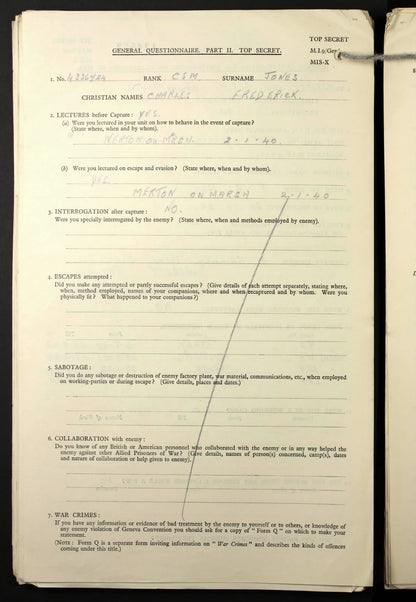 TOP SECRET
GENERAL QUESTIONNAIRE. PART II. TOP SECRET.
M.I.9/Ger/
MIS-X
1. No. RANK CSM SURNAME JONES
CHRISTIAN NAMES CHARLES FREDERICK.
2. LECTURES before Capture: YES.
(a) Were you lectured in your unit on how to behave in the event of capture?
(State where, when and by whom).
ON 2-1-40.
(b) Were you lectured on escape and evasion? (State where, when and by whom).
YES.
MERTON ON MARSH 2-1-40
3. INTERROGATION after capture: NO.
Were you specially interrogated by the enemy? (State where, when and methods employed by enemy).
4. ESCAPES attempted:
Did you make any attempted or partly successful escapes? (Give details of each attempt separately, stating where,
when, method employed, names of your companions, where and when recaptured and by whom. Were you
physically fit? What happened to your companions?)
5. SABOTAGE:
Did you do any sabotage or destruction of enemy factory plant, war material, communications, etc., when employed
on working-parties or during escape? (Give details, places and dates.)
6. COLLABORATION with enemy:
Do you know of any British or American personnel who collaborated with the enemy or in any way helped the
enemy against other Allied Prisoners of War? (Give details, names of person(s) concerned, camp(s), dates
and nature of collaboration or help given to enemy).
7. WAR CRIMES:
If you have any information or evidence of bad treatment by the enemy to yourself or to others, or knowledge of
any enemy violation of Geneva Convention you should ask for a copy of "Form Q" on which to make your
statement.
(NOTE: Form Q is a separate form inviting information on "War Crimes" and describes the kinds of offences
coming under this title.)